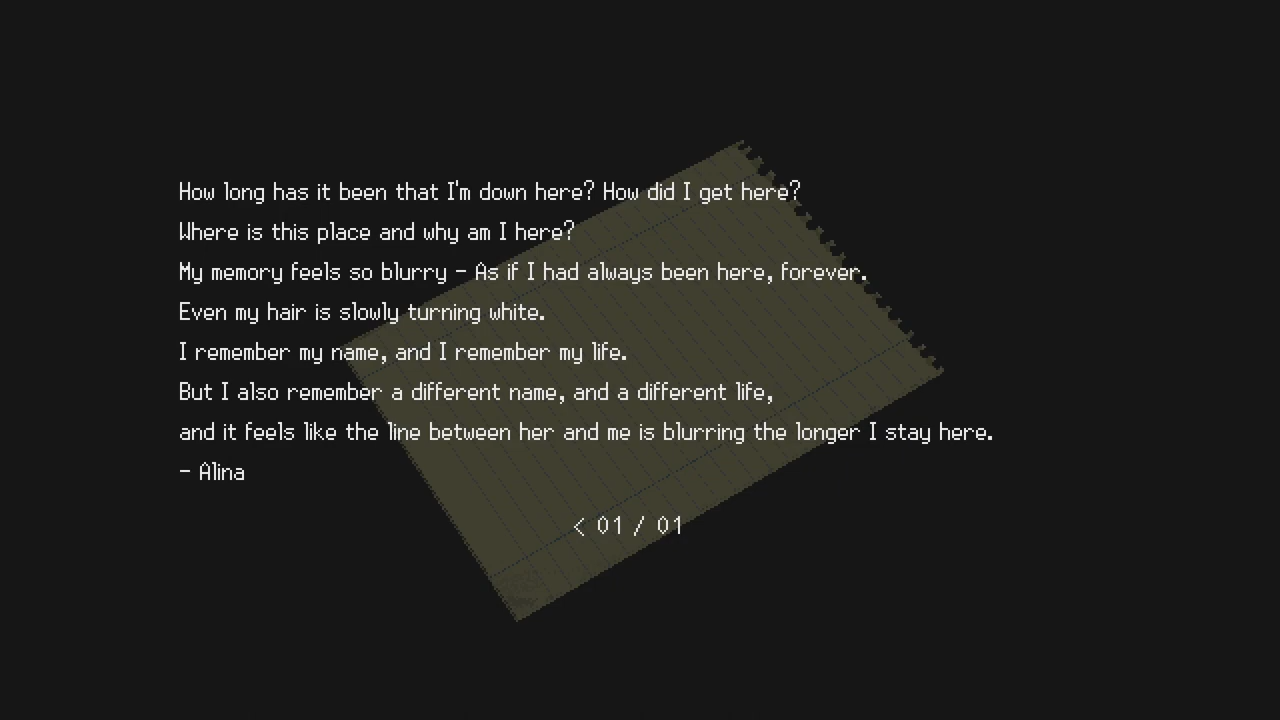 How long has it been that I'm down here? How did I get here?
Where is this place and why am I here?
My memory feels so blurry - As if I had always been here, forever.
Even my hair is slowly turning white.
I remember my name, and I remember my life.
But I also remember a different name, and a different life,
and it feels like the line between her and me is blurring the longer I stay here.
- Alina
< 01 / 01